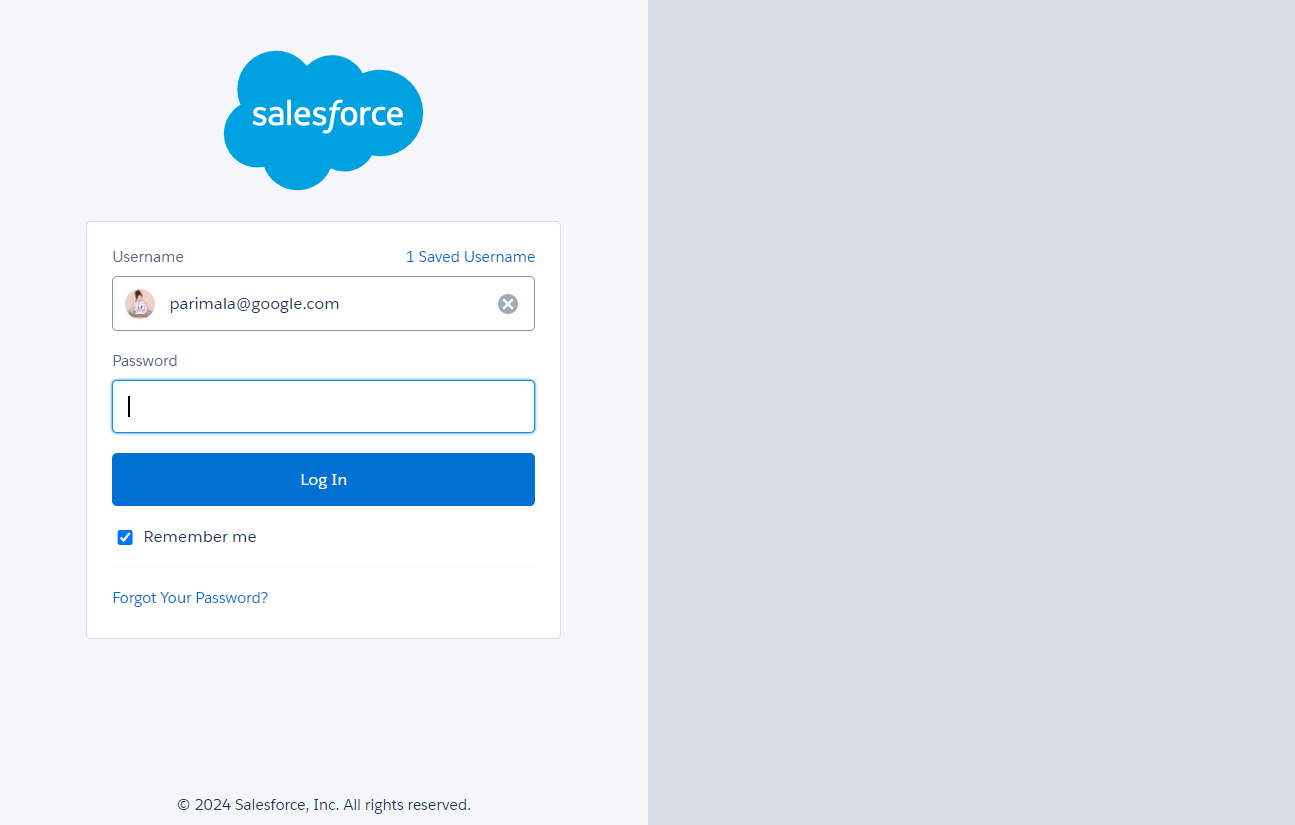 salesforce
Username 1 Saved Username
parimala@google.com
Password
Log In
Remember me
Forgot Your Password?
© 2024 Salesforce, Inc. All rights reserved.